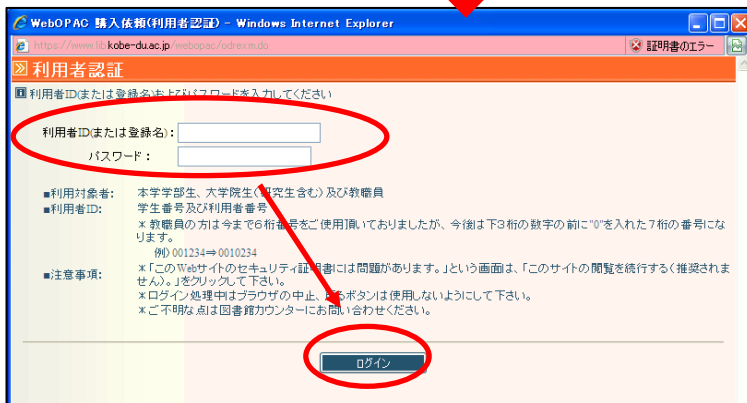 WebOPAC 購入依頼(利用者認証) - Windows Internet Explorer
https://www.lib.kobe-du.ac.jp/webopac/odrexm.do
証明書のエラー
利用者認証
利用者ID(または登録名)およびパスワードを入力してください
利用者ID(または登録名):
パスワード:
■利用対象者: 本学学部生、大学院生(研究生含む)及び教職員
■利用者ID: 学生番号及び利用者番号
*教職員の方は今まで6桁番号をご使用頂いておりましたが、今後は下3桁の数字の前に"0"を入れた7桁の番号にな
ります。
例) 001234⇒0010234
■注意事項: *「このWebサイトのセキュリティ証明書には問題があります。」という画面は、「このサイトの閲覧を続行する(推奨されま
せん)。」をクリックして下さい。
*ログイン処理中はブラウザの中止、戻るボタンは使用しないようにして下さい。
*ご不明な点は図書館カウンターにお問い合わせください。
ログイン